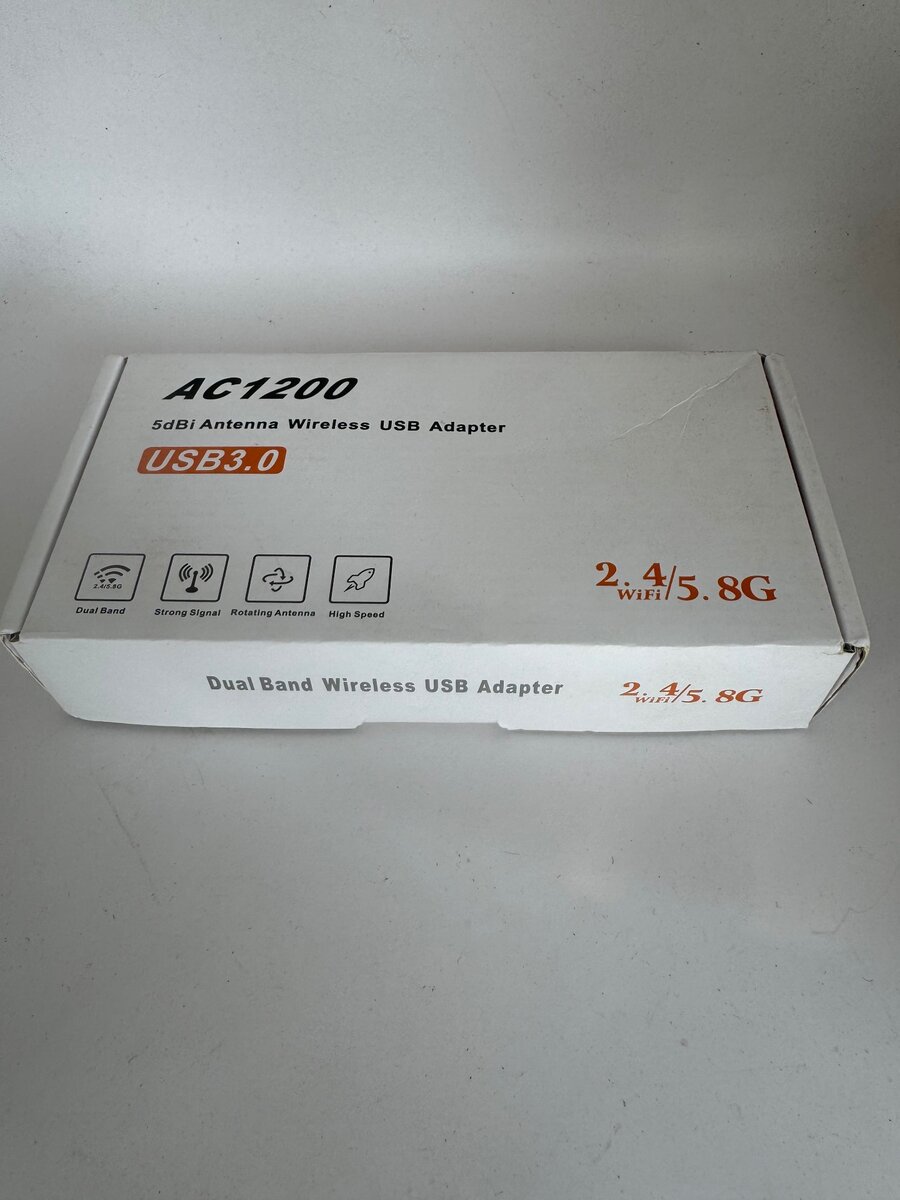 AC1200
5dBi Antenna Wireless USB Adapter
USB3.0
2.4/5.8G
Dual Band
Strong Signal
Rotating Antenna
High Speed
2.4/5.8G
WiFi
Dual Band Wireless USB Adapter
2.4/5.8G
WiFi